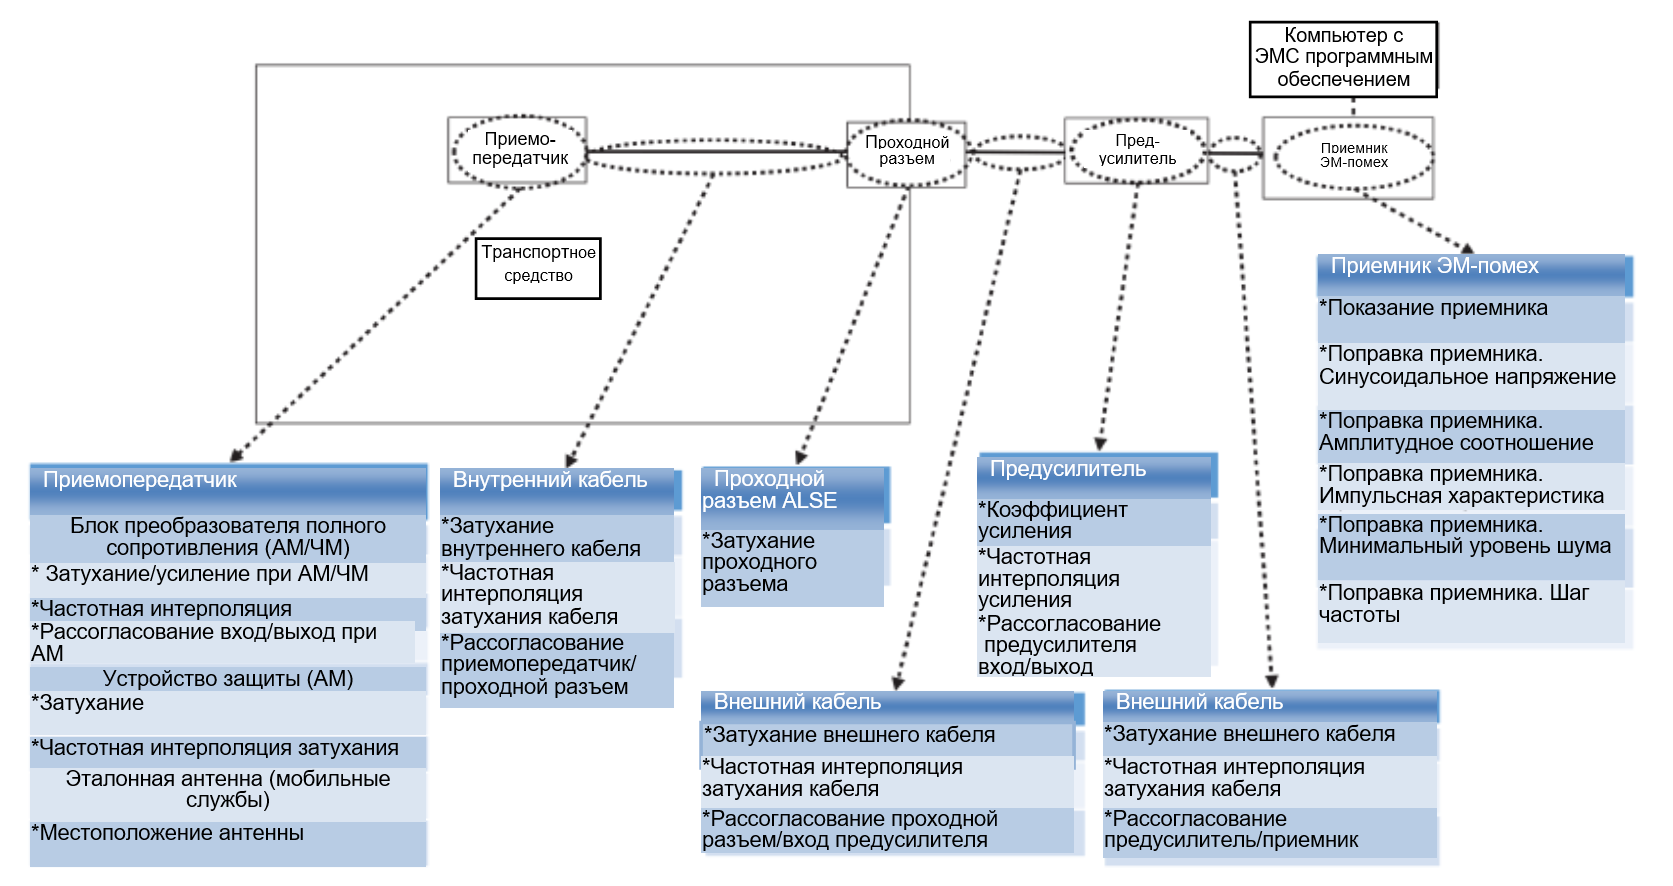 Компьютер с
ЭМС программным
обеспечением
Приемо-
передатчик
Проходной
разъем
Пред-
усилитель
Приемник
ЭМ-помех
Транспортное
средство
Приемник ЭМ-помех
*Показание приемника
*Поправка приемника.
Синусоидальное напряжение
*Поправка приемника.
Амплитудное соотношение
*Поправка приемника.
Импульсная характеристика
*Поправка приемника.
Минимальный уровень шума
*Поправка приемника. Шаг
частоты
Приемопередатчик
Блок преобразователя полного
сопротивления (АМ/ЧМ)
* Затухание/усиление при АМ/ЧМ
*Частотная интерполяция
*Рассогласование вход/выход при
АМ
Устройство защиты (АМ)
*Затухание
*Частотная интерполяция затухания
Эталонная антенна (мобильные
службы)
*Местоположение антенны
Внутренний кабель
*Затухание
внутреннего кабеля
*Частотная
интерполяция
затухания кабеля
*Рассогласование
приемопередатчик/
проходной разъем
Проходной
разъем ALSE
*Затухание
проходного
разъема
Предусилитель
*Коэффициент
усиления
*Частотная
интерполяция
усиления
*Рассогласование
предусилителя
вход/выход
Внешний кабель
*Затухание внешнего кабеля
*Частотная интерполяция
затухания кабеля
*Рассогласование проходной
разъем/вход предусилителя
Внешний кабель
*Затухание внешнего кабеля
*Частотная интерполяция
затухания кабеля
*Рассогласование
предусилитель/приемник